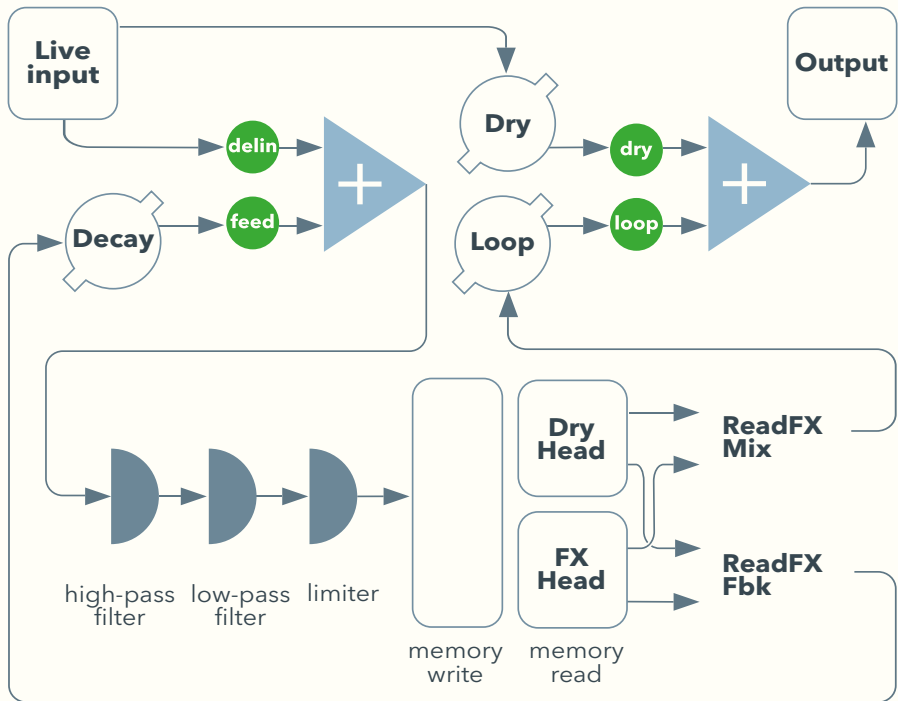 Live
input
Output
Dry
delin
dry
Decay
feed
Loop
loop
Dry
Head
ReadFX
Mix
FX
Head
ReadFX
Fbk
high-pass
filter
low-pass
filter
limiter
memory
write
memory
read